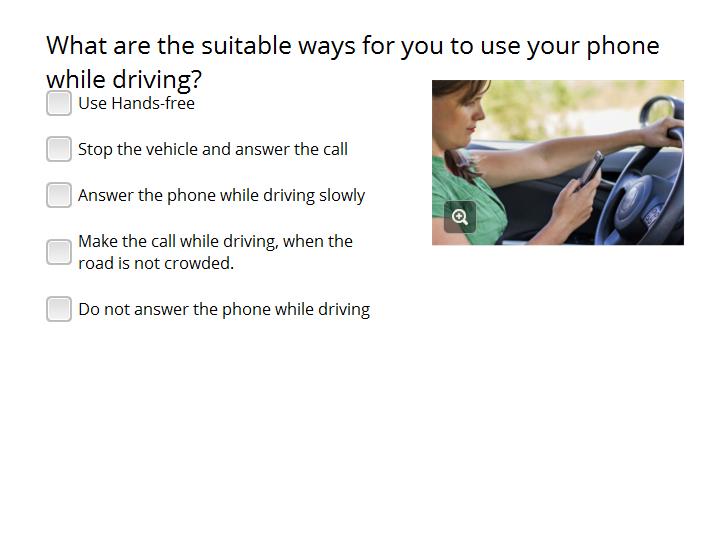 What are the suitable ways for you to use your phone
while driving?
Use Hands-free
Stop the vehicle and answer the call
Answer the phone while driving slowly
Make the call while driving, when the
road is not crowded.
Do not answer the phone while driving